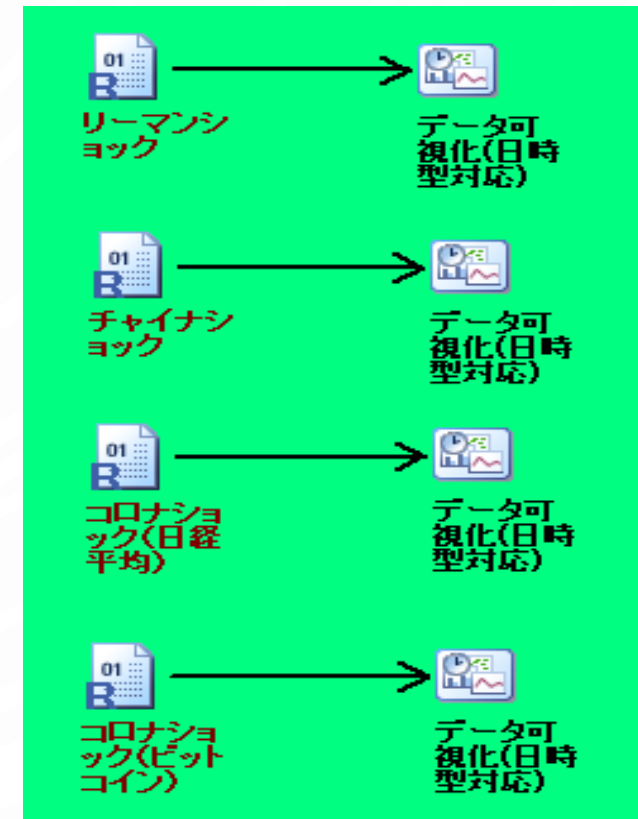 01
B
リーマンシ
ョック
データ可
視化(日時
型対応)
01
B
チャイナシ
ョック
データ可
視化(日時
型対応)
01
B
コロナショ
ック(日経
平均)
データ可
視化(日時
型対応)
01
B
コロナショ
ック(ビット
コイン)
データ可
視化(日時
型対応)